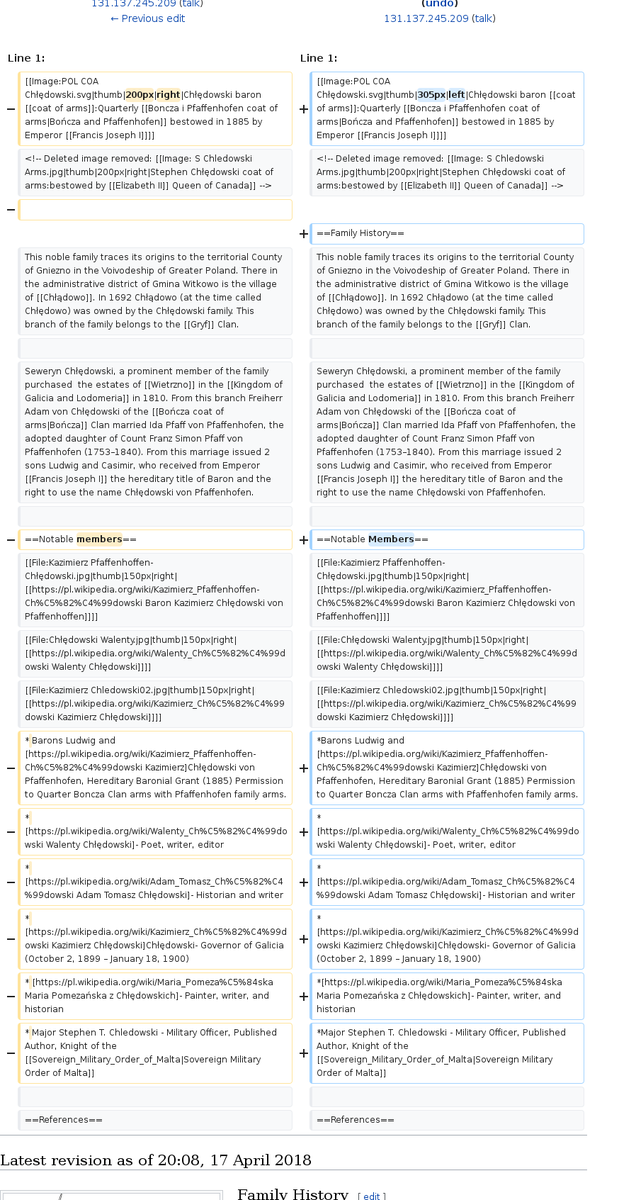 131.137.245.209 (talk)
← Previous edit
(undo)
131.137.245.209 (talk)
Line 1:
Line 1:
−
[[Image:POL COA
Chłędowski.svg|thumb|200px|right|Chłędowski baron
[[coat of arms]]:Quarterly [[Boncza i Pfaffenhofen coat of
arms|Bończa and Pfaffenhofen]] bestowed in 1885 by
Emperor [[Francis Joseph I]]]]
+
[[Image:POL COA
Chłędowski.svg|thumb|305px|left|Chłędowski baron [[coat of
arms]]:Quarterly [[Boncza i Pfaffenhofen coat of
arms|Bończa and Pfaffenhofen]] bestowed in 1885 by
Emperor [[Francis Joseph I]]]]
<!-- Deleted image removed: [[Image: S Chledowski
Arms.jpg|thumb|200px|right|Stephen Chłędowski coat of
arms:bestowed by [[Elizabeth II]] Queen of Canada]] -->
<!-- Deleted image removed: [[Image: S Chledowski
Arms.jpg|thumb|200px|right|Stephen Chłędowski coat of
arms:bestowed by [[Elizabeth II]] Queen of Canada]] -->
−
+
==Family History==
This noble family traces its origins to the territorial County
of Gniezno in the Voivodeship of Greater Poland. There in
the administrative district of Gmina Witkowo is the village
of [[Chłądowo]]. In 1692 Chłądowo (at the time called
Chłędowo) was owned by the Chłędowski family. This
branch of the family belongs to the [[Gryf]] Clan.
This noble family traces its origins to the territorial County
of Gniezno in the Voivodeship of Greater Poland. There in
the administrative district of Gmina Witkowo is the village
of [[Chłądowo]]. In 1692 Chłądowo (at the time called
Chłędowo) was owned by the Chłędowski family. This
branch of the family belongs to the [[Gryf]] Clan.
Seweryn Chłędowski, a prominent member of the family
purchased  the estates of [[Wietrzno]] in the [[Kingdom of
Galicia and Lodomeria]] in 1810. From this branch Freiherr
Adam von Chłędowski of the [[Bończa coat of
arms|Bończa]] Clan married Ida Pfaff von Pfaffenhofen, the
adopted daughter of Count Franz Simon Pfaff von
Pfaffenhofen (1753–1840). From this marriage issued 2
sons Ludwig and Casimir, who received from Emperor
[[Francis Joseph I]] the hereditary title of Baron and the
right to use the name Chłędowski von Pfaffenhofen.
Seweryn Chłędowski, a prominent member of the family
purchased  the estates of [[Wietrzno]] in the [[Kingdom of
Galicia and Lodomeria]] in 1810. From this branch Freiherr
Adam von Chłędowski of the [[Bończa coat of
arms|Bończa]] Clan married Ida Pfaff von Pfaffenhofen, the
adopted daughter of Count Franz Simon Pfaff von
Pfaffenhofen (1753–1840). From this marriage issued 2
sons Ludwig and Casimir, who received from Emperor
[[Francis Joseph I]] the hereditary title of Baron and the
right to use the name Chłędowski von Pfaffenhofen.
−
==Notable members==
+
==Notable Members==
[[File:Kazimierz Pfaffenhoffen-
Chłędowski.jpg|thumb|150px|right|
[[https://pl.wikipedia.org/wiki/Kazimierz_Pfaffenhoffen-
Ch%C5%82%C4%99dowski Baron Kazimierz Chłędowski von
Pfaffenhoffen]]]]
[[File:Kazimierz Pfaffenhoffen-
Chłędowski.jpg|thumb|150px|right|
[[https://pl.wikipedia.org/wiki/Kazimierz_Pfaffenhoffen-
Ch%C5%82%C4%99dowski Baron Kazimierz Chłędowski von
Pfaffenhoffen]]]]
[[File:Chłędowski Walenty.jpg|thumb|150px|right|
[[https://pl.wikipedia.org/wiki/Walenty_Ch%C5%82%C4%99d
owski Walenty Chłędowski]]]]
[[File:Chłędowski Walenty.jpg|thumb|150px|right|
[[https://pl.wikipedia.org/wiki/Walenty_Ch%C5%82%C4%99d
owski Walenty Chłędowski]]]]
[[File:Kazimierz Chledowski02.jpg|thumb|150px|right|
[[https://pl.wikipedia.org/wiki/Kazimierz_Ch%C5%82%C4%99
dowski Kazimierz Chłędowski]]]]
[[File:Kazimierz Chledowski02.jpg|thumb|150px|right|
[[https://pl.wikipedia.org/wiki/Kazimierz_Ch%C5%82%C4%99
dowski Kazimierz Chłędowski]]]]
−
* Barons Ludwig and
[https://pl.wikipedia.org/wiki/Kazimierz_Pfaffenhoffen-
Ch%C5%82%C4%99dowski Kazimierz]Chłędowski von
Pfaffenhofen, Hereditary Baronial Grant (1885) Permission
to Quarter Boncza Clan arms with Pfaffenhofen family arms.
+
*Barons Ludwig and
[https://pl.wikipedia.org/wiki/Kazimierz_Pfaffenhoffen-
Ch%C5%82%C4%99dowski Kazimierz]Chłędowski von
Pfaffenhofen, Hereditary Baronial Grant (1885) Permission
to Quarter Boncza Clan arms with Pfaffenhofen family arms.
−
*
[https://pl.wikipedia.org/wiki/Walenty_Ch%C5%82%C4%99do
wski Walenty Chłędowski]- Poet, writer, editor
+
*
[https://pl.wikipedia.org/wiki/Walenty_Ch%C5%82%C4%99do
wski Walenty Chłędowski]- Poet, writer, editor
−
*
[https://pl.wikipedia.org/wiki/Adam_Tomasz_Ch%C5%82%C4
%99dowski Adam Tomasz Chłędowski]- Historian and writer
+
*
[https://pl.wikipedia.org/wiki/Adam_Tomasz_Ch%C5%82%C4
%99dowski Adam Tomasz Chłędowski]- Historian and writer
−
*
[https://pl.wikipedia.org/wiki/Kazimierz_Ch%C5%82%C4%99d
owski Kazimierz Chłędowski]Chłędowski- Governor of Galicia
(October 2, 1899 – January 18, 1900)
+
*
[https://pl.wikipedia.org/wiki/Kazimierz_Ch%C5%82%C4%99d
owski Kazimierz Chłędowski]Chłędowski- Governor of Galicia
(October 2, 1899 – January 18, 1900)
−
* [https://pl.wikipedia.org/wiki/Maria_Pomeza%C5%84ska
Maria Pomezańska z Chłędowskich]- Painter, writer, and
historian
+
*[https://pl.wikipedia.org/wiki/Maria_Pomeza%C5%84ska
Maria Pomezańska z Chłędowskich]- Painter, writer, and
historian
−
* Major Stephen T. Chledowski - Military Officer, Published
Author, Knight of the
[[Sovereign_Military_Order_of_Malta|Sovereign Military
Order of Malta]]
+
*Major Stephen T. Chledowski - Military Officer, Published
Author, Knight of the
[[Sovereign_Military_Order_of_Malta|Sovereign Military
Order of Malta]]
==References==
==References==
Latest revision as of 20:08, 17 April 2018
Family History [ edit ]